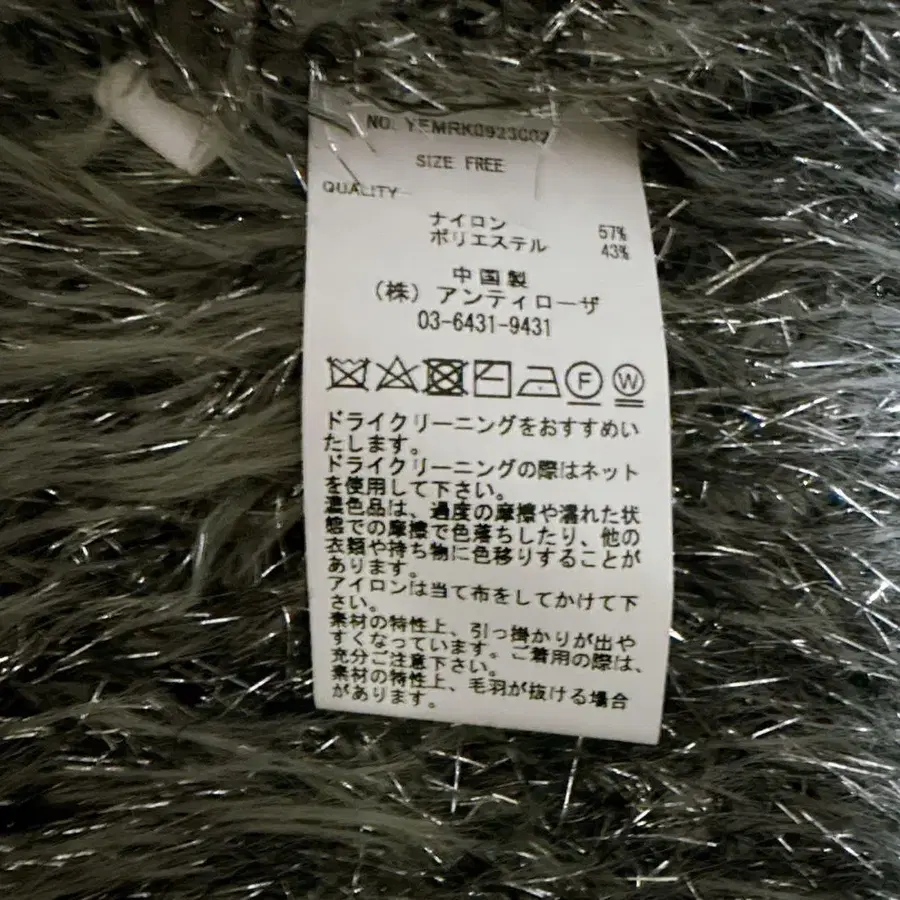 NO. YEMRK0923C02
SIZE FREE
QUALITY
ナイロン 57%
ポリエステル 43%
中国製
(株) アンティローザ
03-6431-9431
F W
ドライクリーニングをおすすめい
たします。
ドライクリーニングの際はネット
を使用して下さい。
濃色品は、過度の摩擦や濡れた状
態での摩擦で色落ちしたり、他の
衣類や持ち物に色移りすることが
あります。
アイロンは当て布をしてかけて下
さい。
素材の特性上、引っ掛かりが出や
すくなっています。ご着用の際は、
充分ご注意下さい。
素材の特性上、毛羽が抜ける場合
があります。